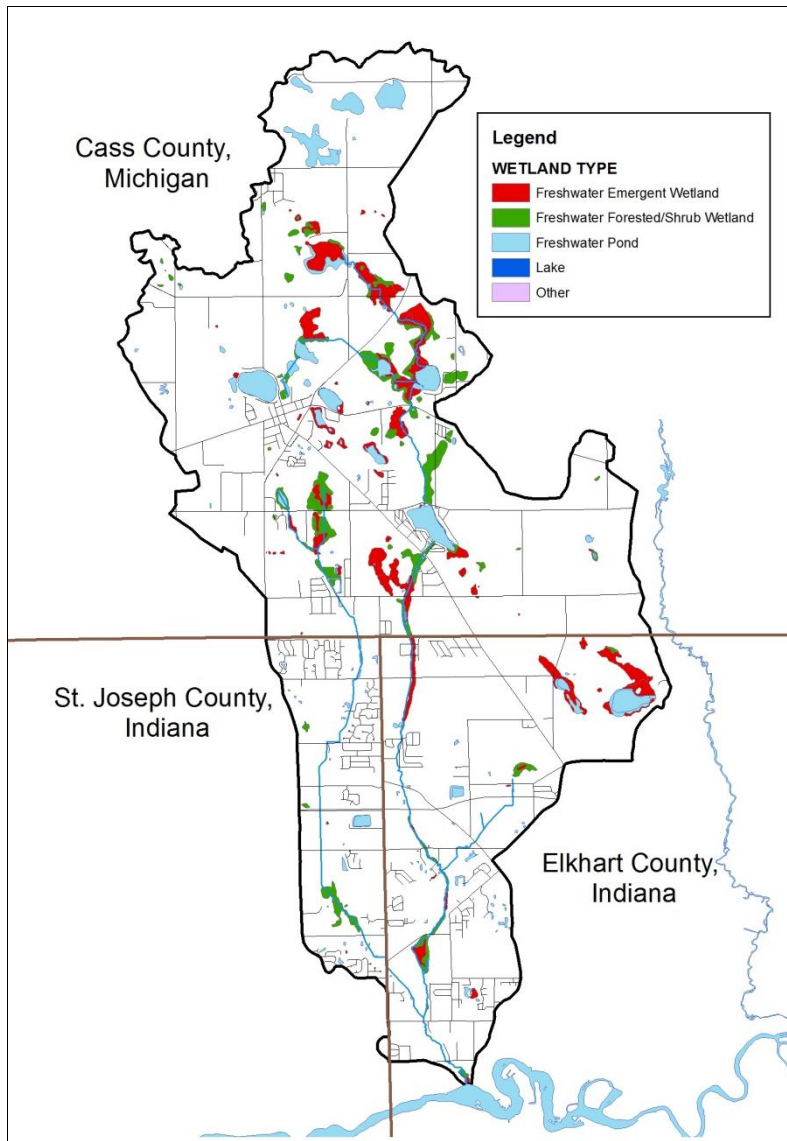 Cass County,
Michigan
Legend
WETLAND TYPE
Freshwater Emergent Wetland
Freshwater Forested/Shrub Wetland
Freshwater Pond
Lake
Other
St. Joseph County,
Indiana
Elkhart County,
Indiana